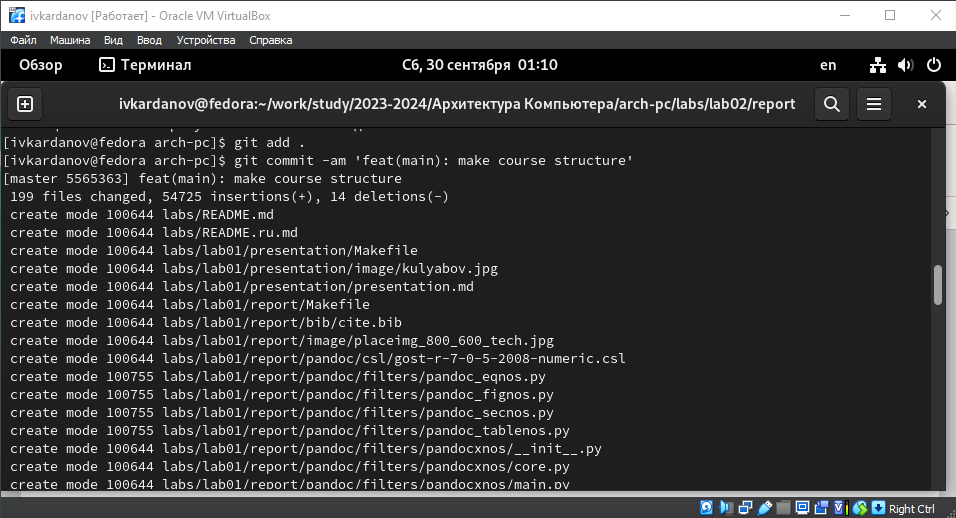 ivkardanov [Работает] - Oracle VM VirtualBox
Файл Машина Вид Ввод Устройства Справка
Обзор Терминал Сб, 30 сентября 01:10 en
ivkardanov@fedora:~/work/study/2023-2024/Архитектура Компьютера/arch-pc/labs/lab02/report
[ivkardanov@fedora arch-pc]$ git add .
[ivkardanov@fedora arch-pc]$ git commit -am 'feat(main): make course structure'
[master 5565363] feat(main): make course structure
199 files changed, 54725 insertions(+), 14 deletions(-)
create mode 100644 labs/README.md
create mode 100644 labs/README.ru.md
create mode 100644 labs/lab01/presentation/Makefile
create mode 100644 labs/lab01/presentation/image/kulyabov.jpg
create mode 100644 labs/lab01/presentation/presentation.md
create mode 100644 labs/lab01/report/Makefile
create mode 100644 labs/lab01/report/bib/cite.bib
create mode 100644 labs/lab01/report/image/placeimg_800_600_tech.jpg
create mode 100644 labs/lab01/report/pandoc/csl/gost-r-7-0-5-2008-numeric.csl
create mode 100755 labs/lab01/report/pandoc/filters/pandoc_eqnos.py
create mode 100755 labs/lab01/report/pandoc/filters/pandoc_fignos.py
create mode 100755 labs/lab01/report/pandoc/filters/pandoc_secnos.py
create mode 100755 labs/lab01/report/pandoc/filters/pandoc_tablenos.py
create mode 100644 labs/lab01/report/pandoc/filters/pandocxnos/__init__.py
create mode 100644 labs/lab01/report/pandoc/filters/pandocxnos/core.py
create mode 100644 labs/lab01/report/pandoc/filters/pandocxnos/main.py
Right Ctrl